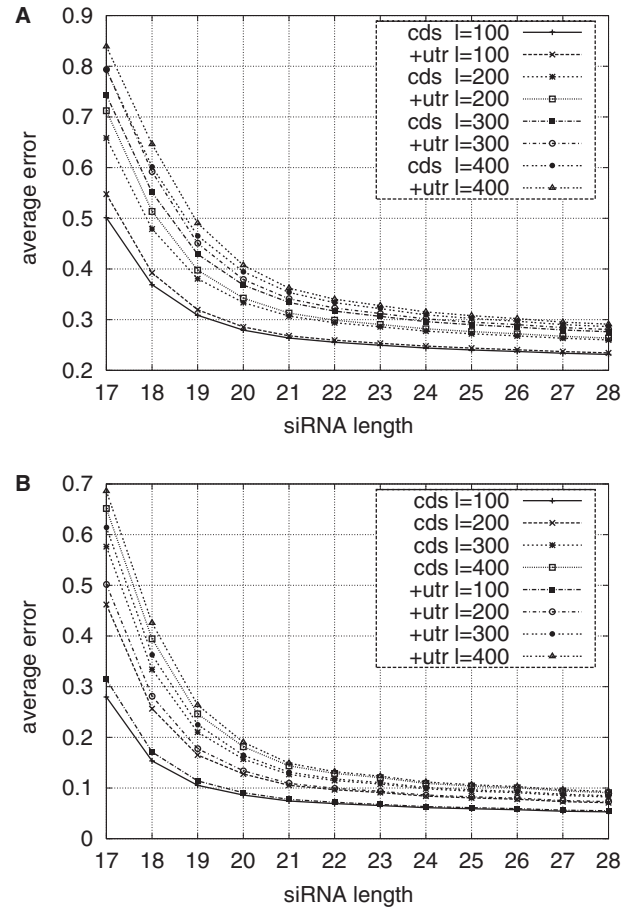 A
0.9
0.8
0.7
0.6
0.5
0.4
0.3
0.2
average error
cds l=100
+utr l=100
cds l=200
+utr l=200
cds l=300
+utr l=300
cds l=400
+utr l=400
17 18 19 20 21 22 23 24 25 26 27 28
siRNA length
B
0.7
0.6
0.5
0.4
0.3
0.2
0.1
0
average error
cds l=100
cds l=200
cds l=300
cds l=400
+utr l=100
+utr l=200
+utr l=300
+utr l=400
17 18 19 20 21 22 23 24 25 26 27 28
siRNA length